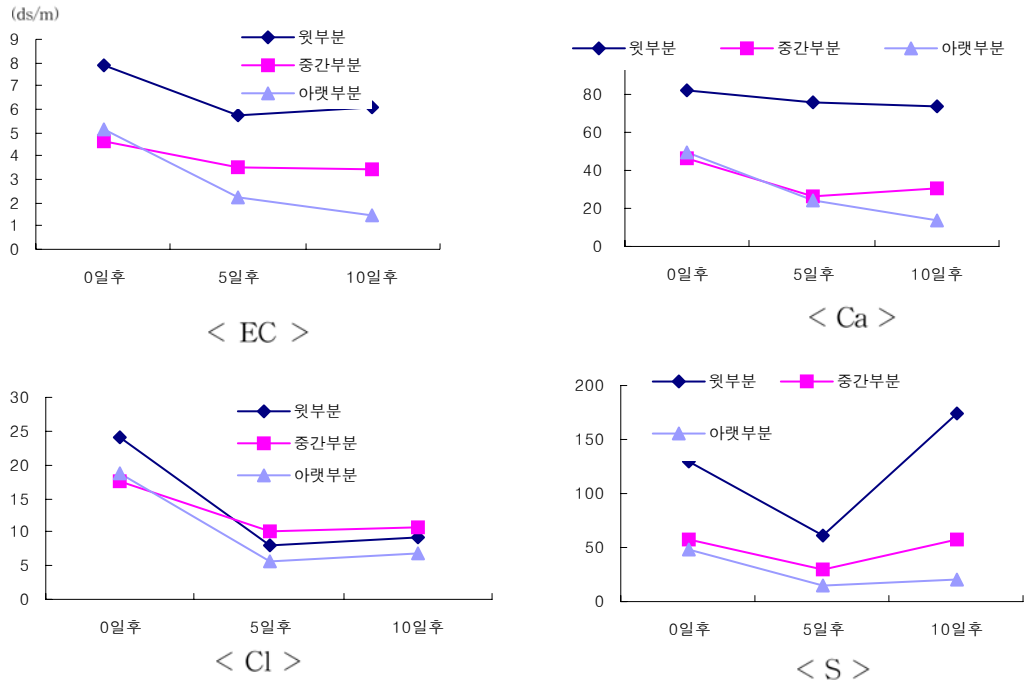 (ds/m)
윗부분
중간부분
아랫부분
9
8
7
6
5
4
3
2
1
0
0일후 5일후 10일후
< EC >
윗부분 중간부분 아랫부분
80
60
40
20
0
0일후 5일후 10일후
< Ca >
윗부분
중간부분
아랫부분
30
25
20
15
10
5
0
0일후 5일후 10일후
< Cl >
윗부분 중간부분
아랫부분
200
150
100
50
0
0일후 5일후 10일후
< S >